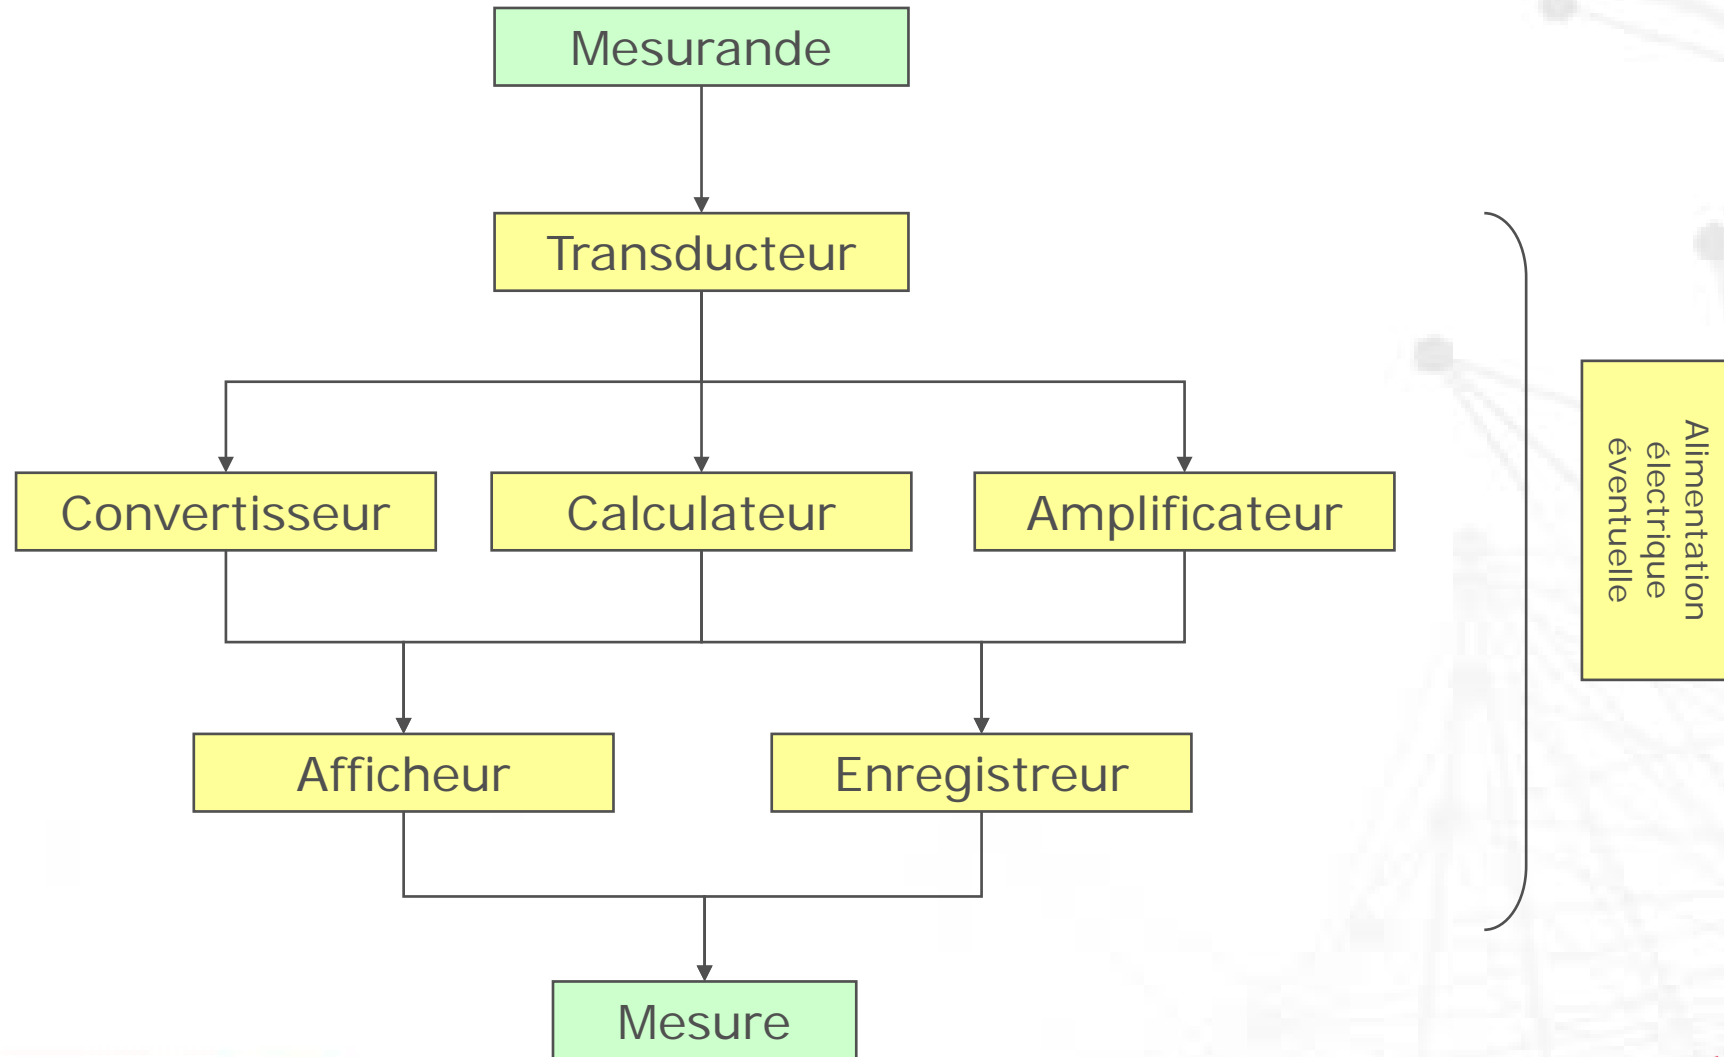 Mesurande
Transducteur
Convertisseur
Calculateur
Amplificateur
Afficheur
Enregistreur
Mesure
Alimentation
électrique
éventuelle